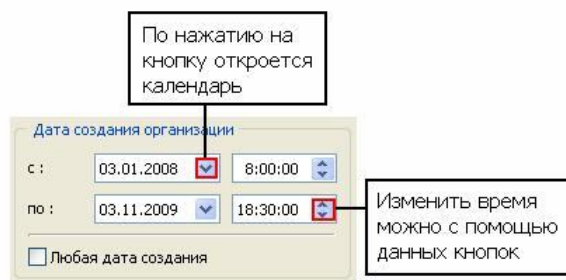 По нажатию на
кнопку откроется
календарь
Дата создания организации
с :
03.01.2008
8:00:00
по :
03.11.2009
18:30:00
Любая дата создания
Изменить время
можно с помощью
данных кнопок